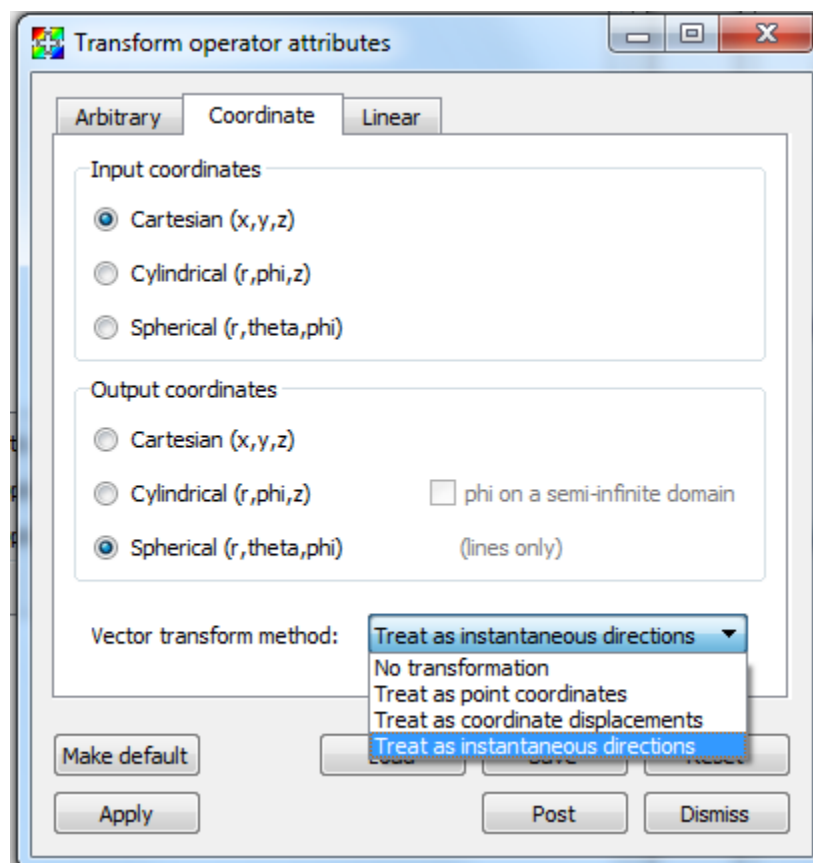 Transform operator attributes
Arbitrary
Coordinate
Linear
Input coordinates
Cartesian (x,y,z)
Cylindrical (r,phi,z)
Spherical (r,theta,phi)
Output coordinates
Cartesian (x,y,z)
Cylindrical (r,phi,z)
phi on a semi-infinite domain
Spherical (r,theta,phi)
(lines only)
Vector transform method:
Treat as instantaneous directions
No transformation
Treat as point coordinates
Treat as coordinate displacements
Treat as instantaneous directions
Make default
Apply
Post
Dismiss